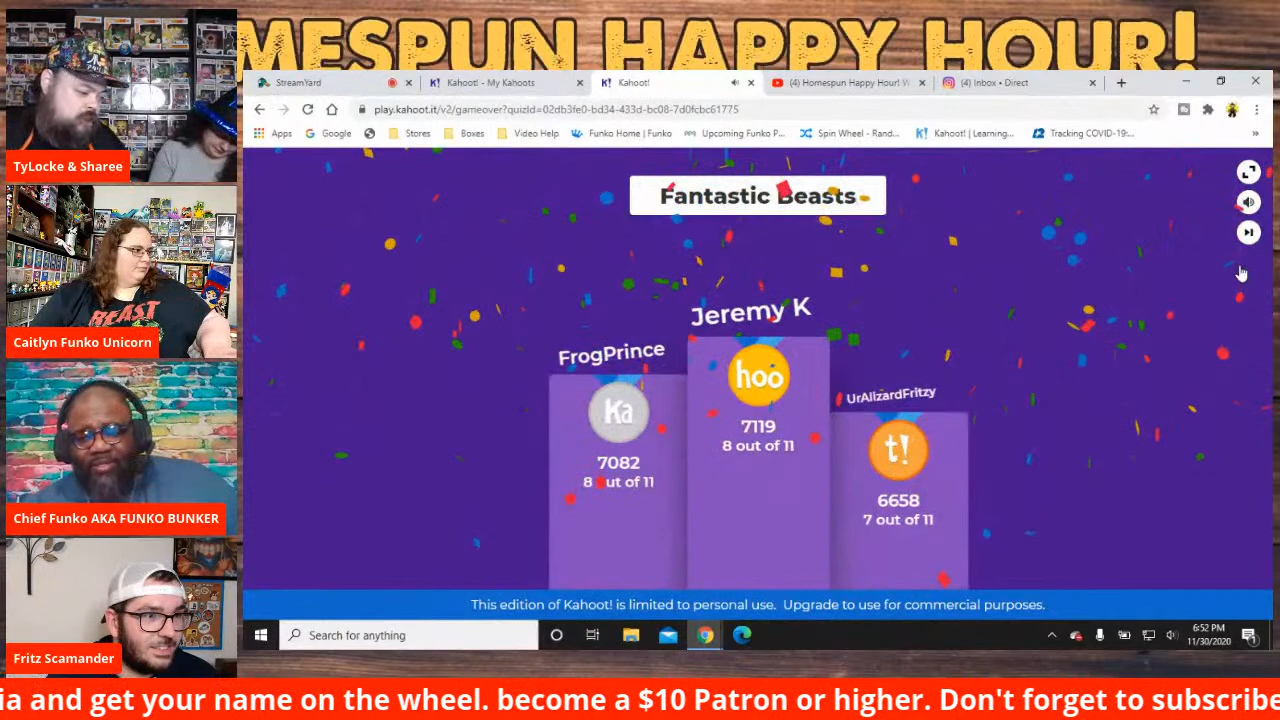 MESPUN HAPPY HOUR!
StreamYard
Kahoot! - My Kahoots
Kahoot!
(4) Homespun Happy Hour! W
(4) Inbox • Direct
play.kahoot.it/v2/gameover?quizId=02db3fe0-bd34-433d-bc08-7d0fcbc61775
Apps
Google
Stores
Boxes
Video Help
Funko Home | Funko
Upcoming Funko P...
Spin Wheel - Rand...
Kahoot! | Learning...
Tracking COVID-19:...
TyLocke & Sharee
Fantastic Beasts
Jeremy K
hoo
7119
8 out of 11
FrogPrince
Ka
7082
8 out of 11
UrAlizardFritzy
t!
6658
7 out of 11
BEAST
Caitlyn Funko Unicorn
Chief Funko AKA FUNKO BUNKER
Fritz Scamander
This edition of Kahoot! is limited to personal use. Upgrade to use for commercial purposes.
Search for anything
6:52 PM
11/30/2020
ia and get your name on the wheel. become a $10 Patron or higher. Don't forget to subscribe